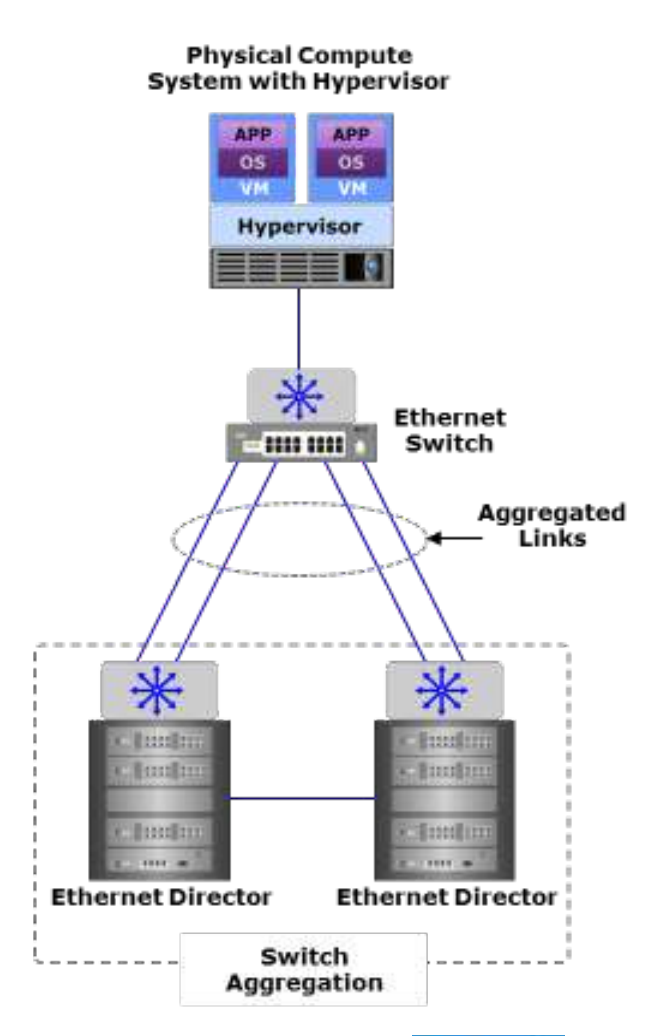 Physical Compute
System with Hypervisor
APP
APP
OS
OS
VM
VM
Hypervisor
Ethernet
Switch
Aggregated
Links
Ethernet Director
Ethernet Director
Switch
Aggregation